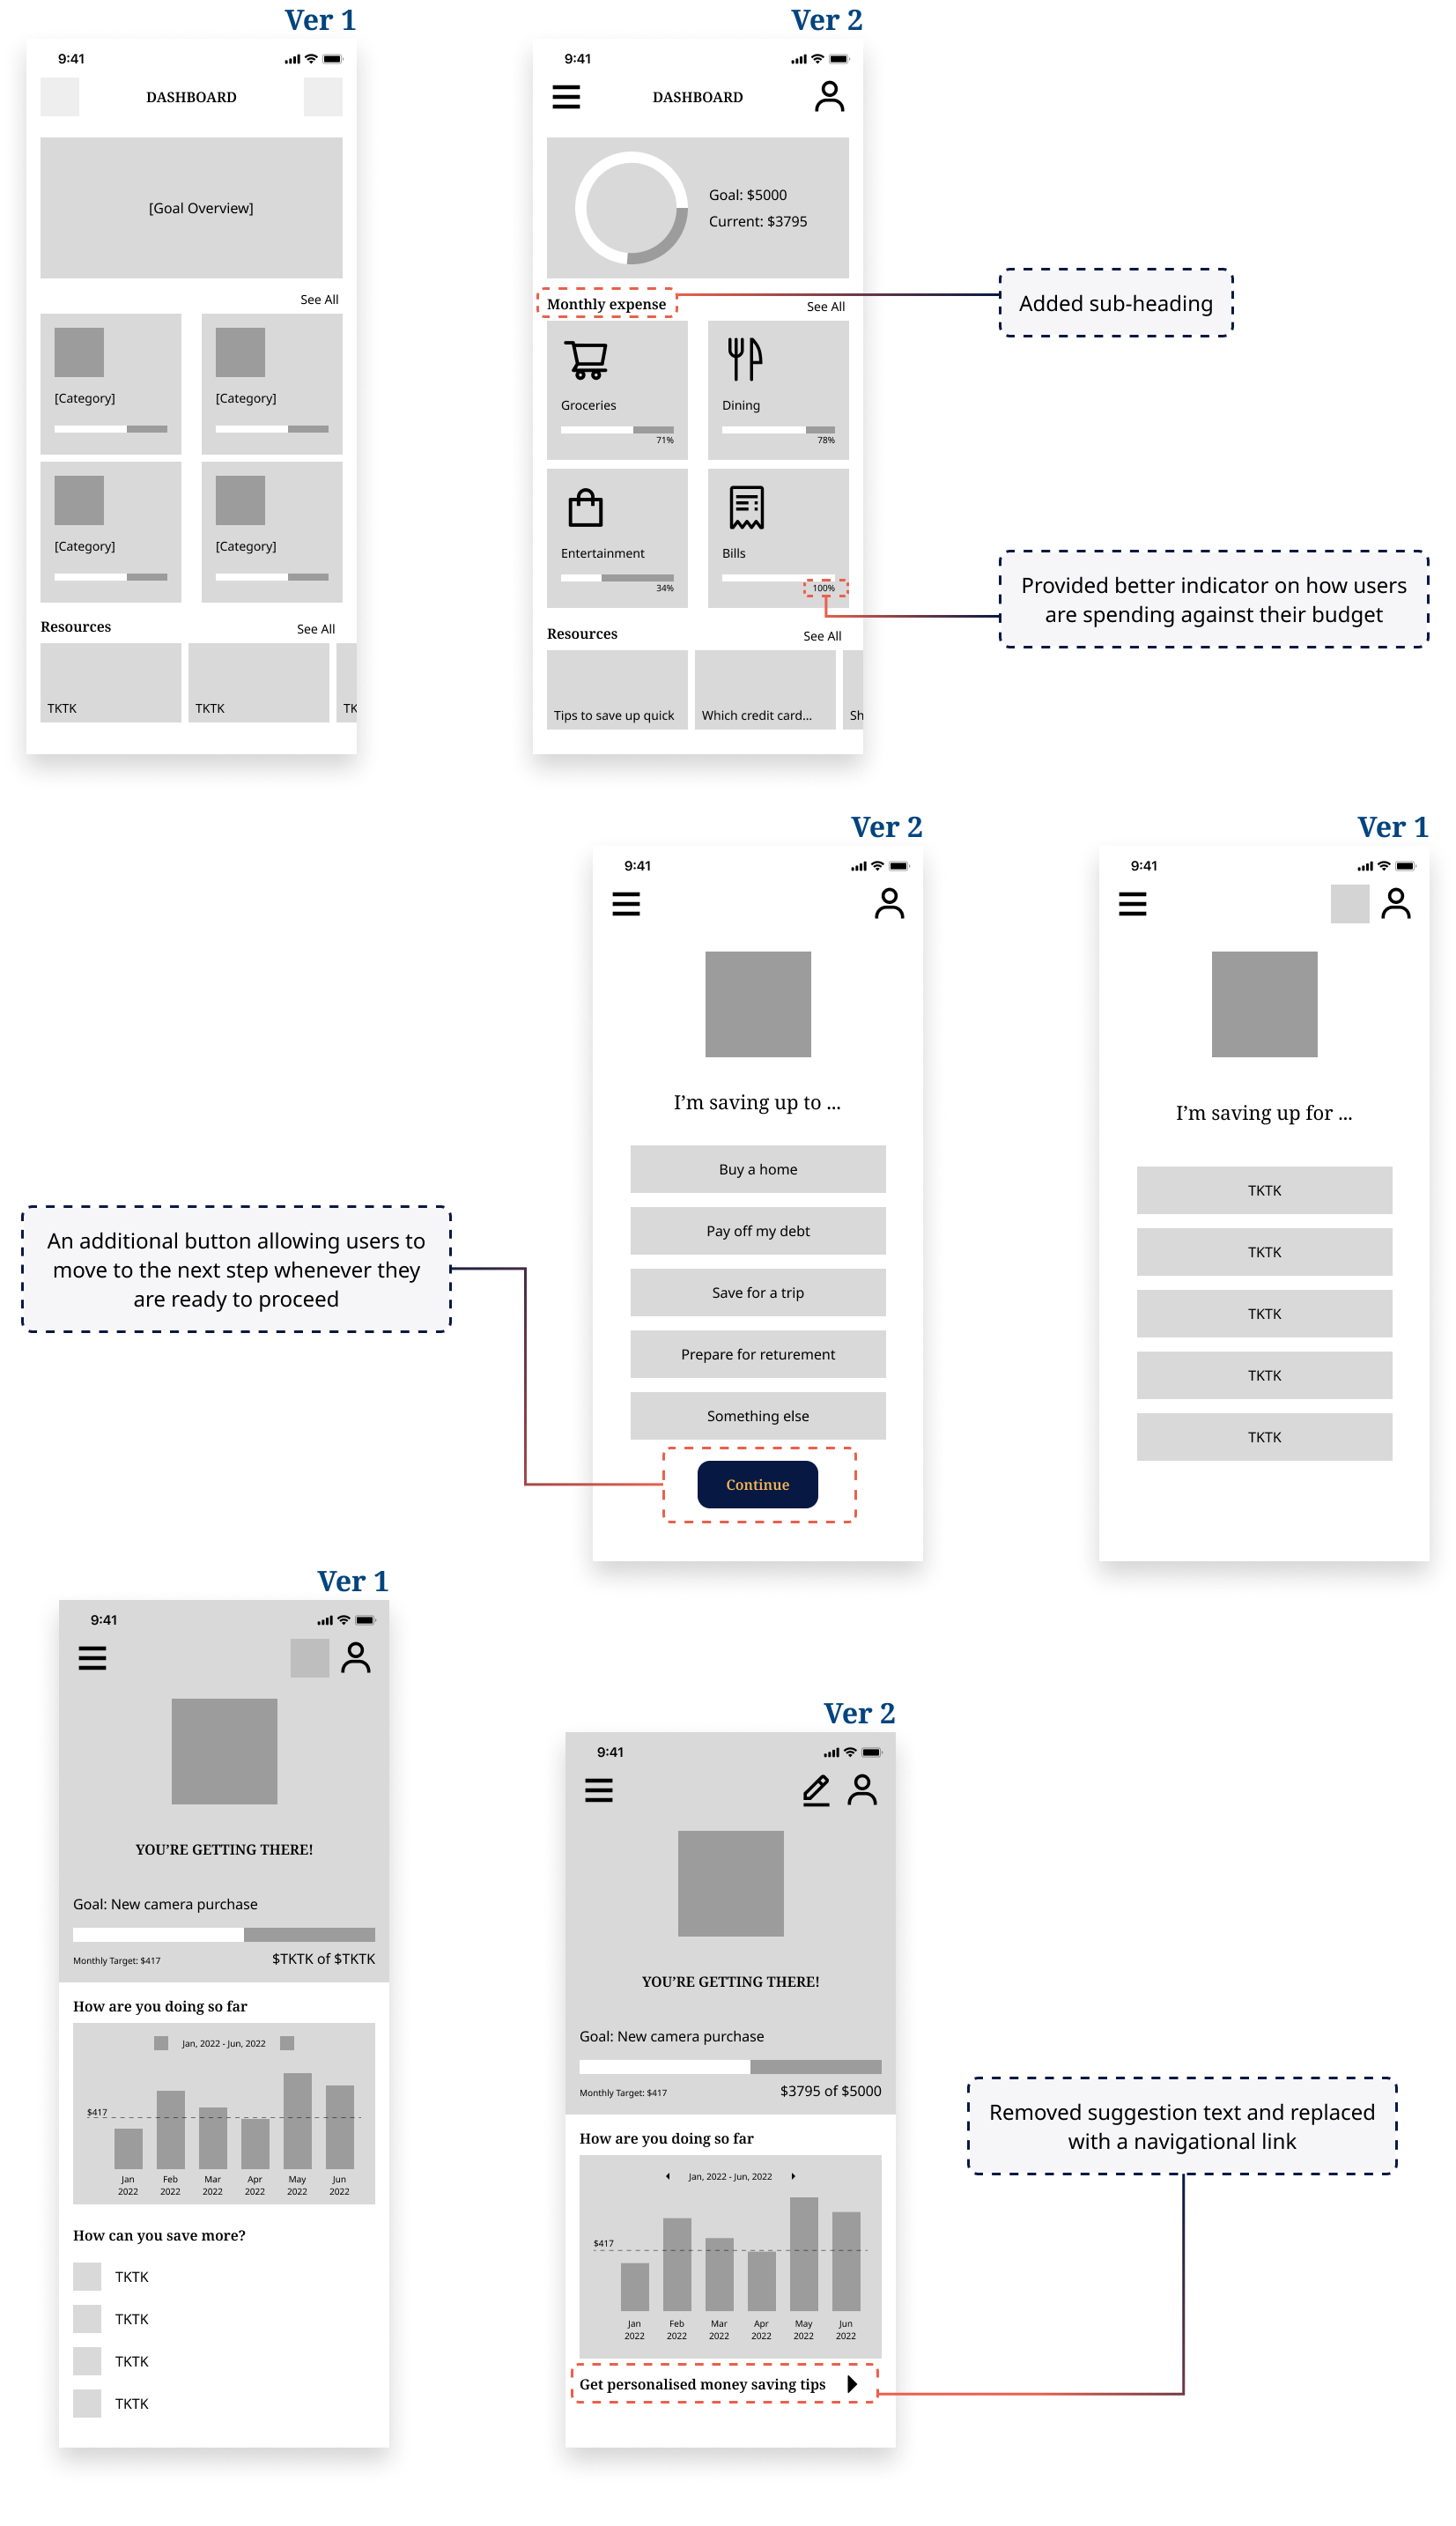 Ver 1
9:41
DASHBOARD
[Goal Overview]
See All
[Category]
[Category]
[Category]
[Category]
Resources
See All
TKTK
TKTK
TK
Ver 2
9:41
DASHBOARD
Goal: $5000
Current: $3795
Monthly expense
See All
Groceries
71%
Dining
78%
Entertainment
34%
Bills
100%
Resources
See All
Tips to save up quick
Which credit card...
Sh
Added sub-heading
Provided better indicator on how users
are spending against their budget
An additional button allowing users to
move to the next step whenever they
are ready to proceed
Ver 2
9:41
I'm saving up to ...
Buy a home
Pay off my debt
Save for a trip
Prepare for returement
Something else
Continue
Ver 1
9:41
I'm saving up for ...
TKTK
TKTK
TKTK
TKTK
TKTK
Ver 1
9:41
YOU'RE GETTING THERE!
Goal: New camera purchase
Monthly Target: $417
$TKTK of $TKTK
How are you doing so far
Jan, 2022 - Jun, 2022
$417
Jan Feb Mar Apr May Jun
2022 2022 2022 2022 2022 2022
How can you save more?
TKTK
TKTK
TKTK
TKTK
Ver 2
9:41
YOU'RE GETTING THERE!
Goal: New camera purchase
Monthly Target: $417
$3795 of $5000
How are you doing so far
Jan, 2022 - Jun, 2022
$417
Jan Feb Mar Apr May Jun
2022 2022 2022 2022 2022 2022
Get personalised money saving tips
Removed suggestion text and replaced
with a navigational link